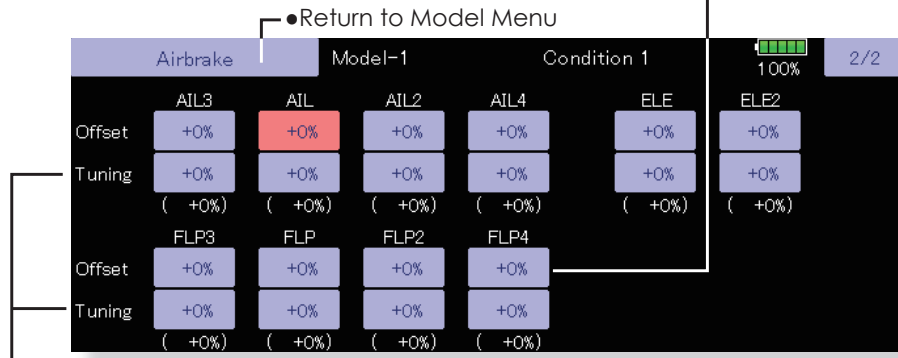 ●Return to Model Menu
Airbrake Model-1 Condition 1 100% 2/2
AIL3 AIL AIL2 AIL4 ELE ELE2
Offset +0% +0% +0% +0% +0% +0%
Tuning +0% +0% +0% +0% +0% +0%
( +0%) ( +0%) ( +0%) ( +0%) ( +0%) ( +0%)
FLP3 FLP FLP2 FLP4
Offset +0% +0% +0% +0%
Tuning +0% +0% +0% +0%
( +0%) ( +0%) ( +0%) ( +0%)